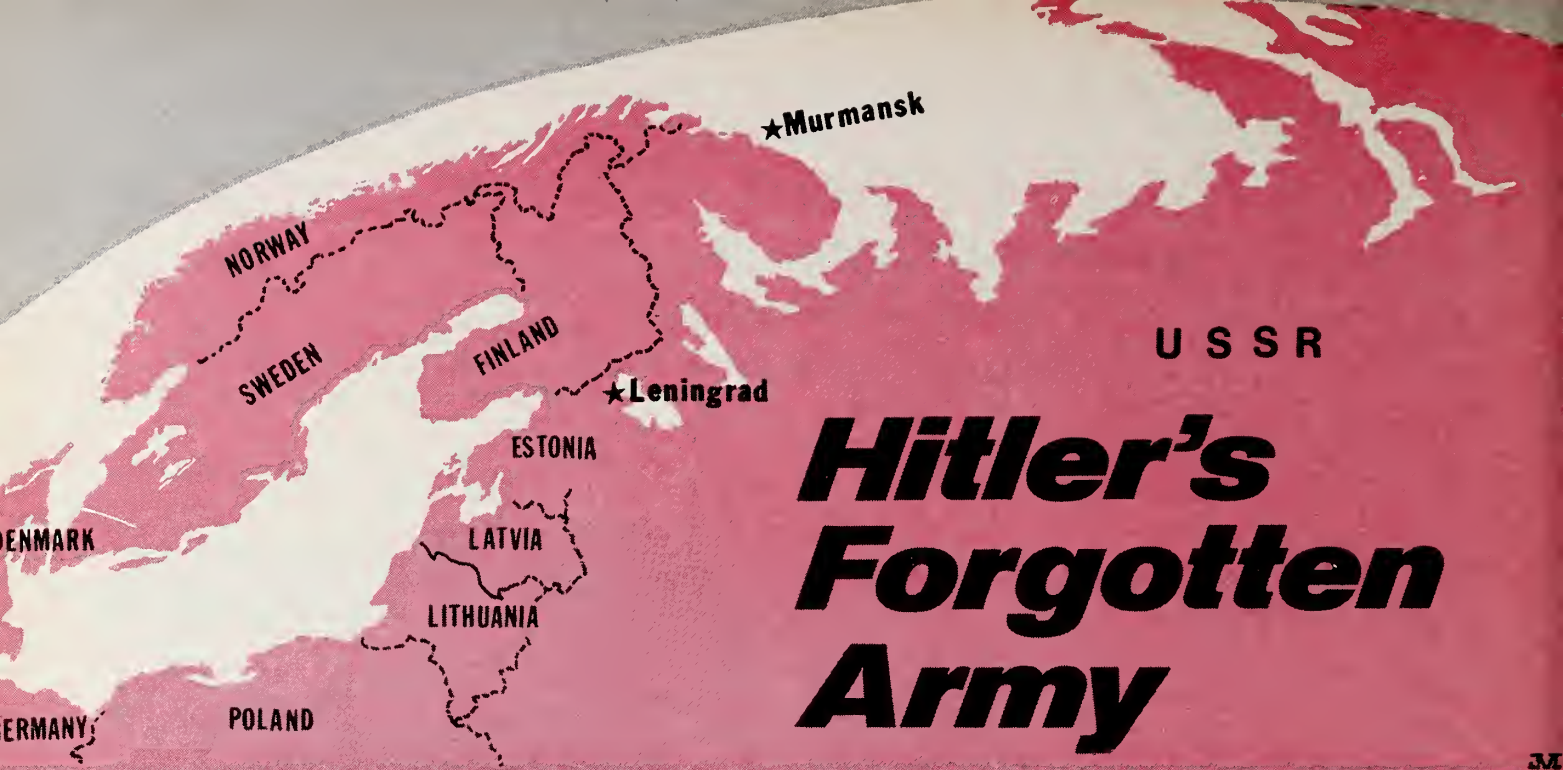 ★Murmansk
NORWAY
USSR
FINLAND
SWEDEN
★Leningrad
Hitler's
Forgotten
Army
ESTONIA
ENMARK
LATVIA
LITHUANIA
ERMANY
POLAND